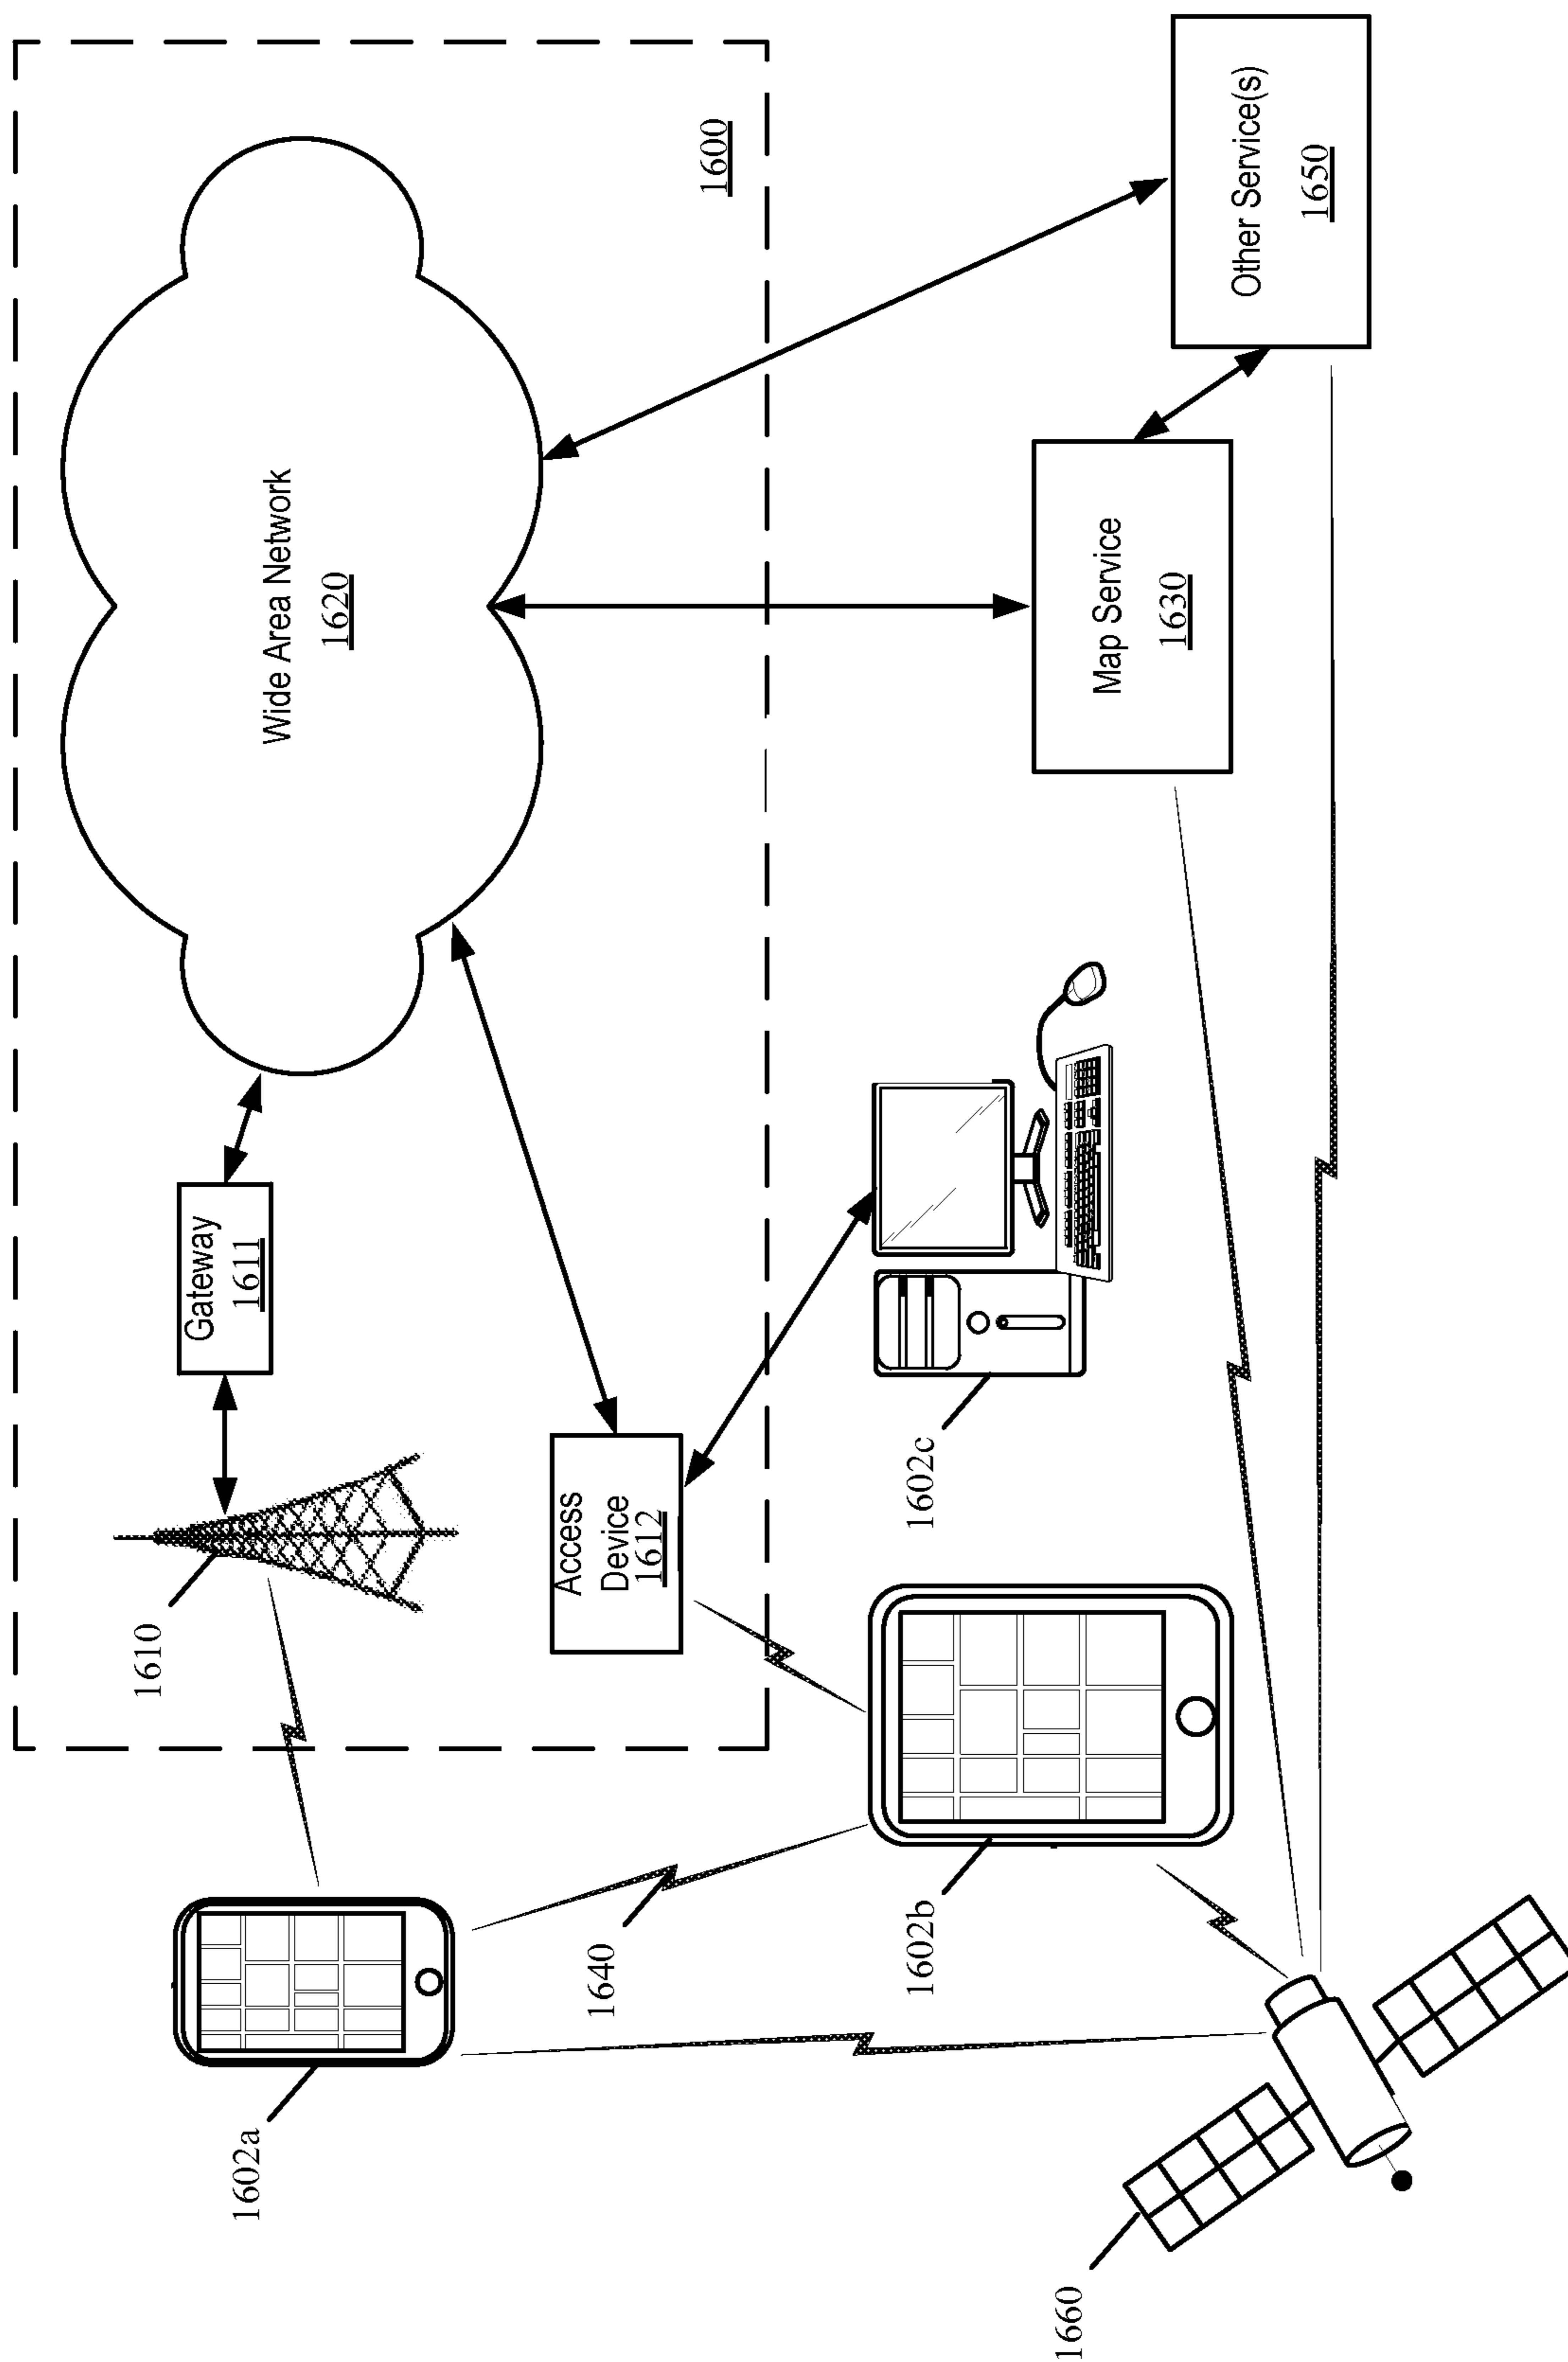 1602a
1610
Gateway
1611
Wide Area Network
1620
1640
Access
Device
1612
1600
1602b
1602c
1660
Map Service
1630
Other Service(s)
1650